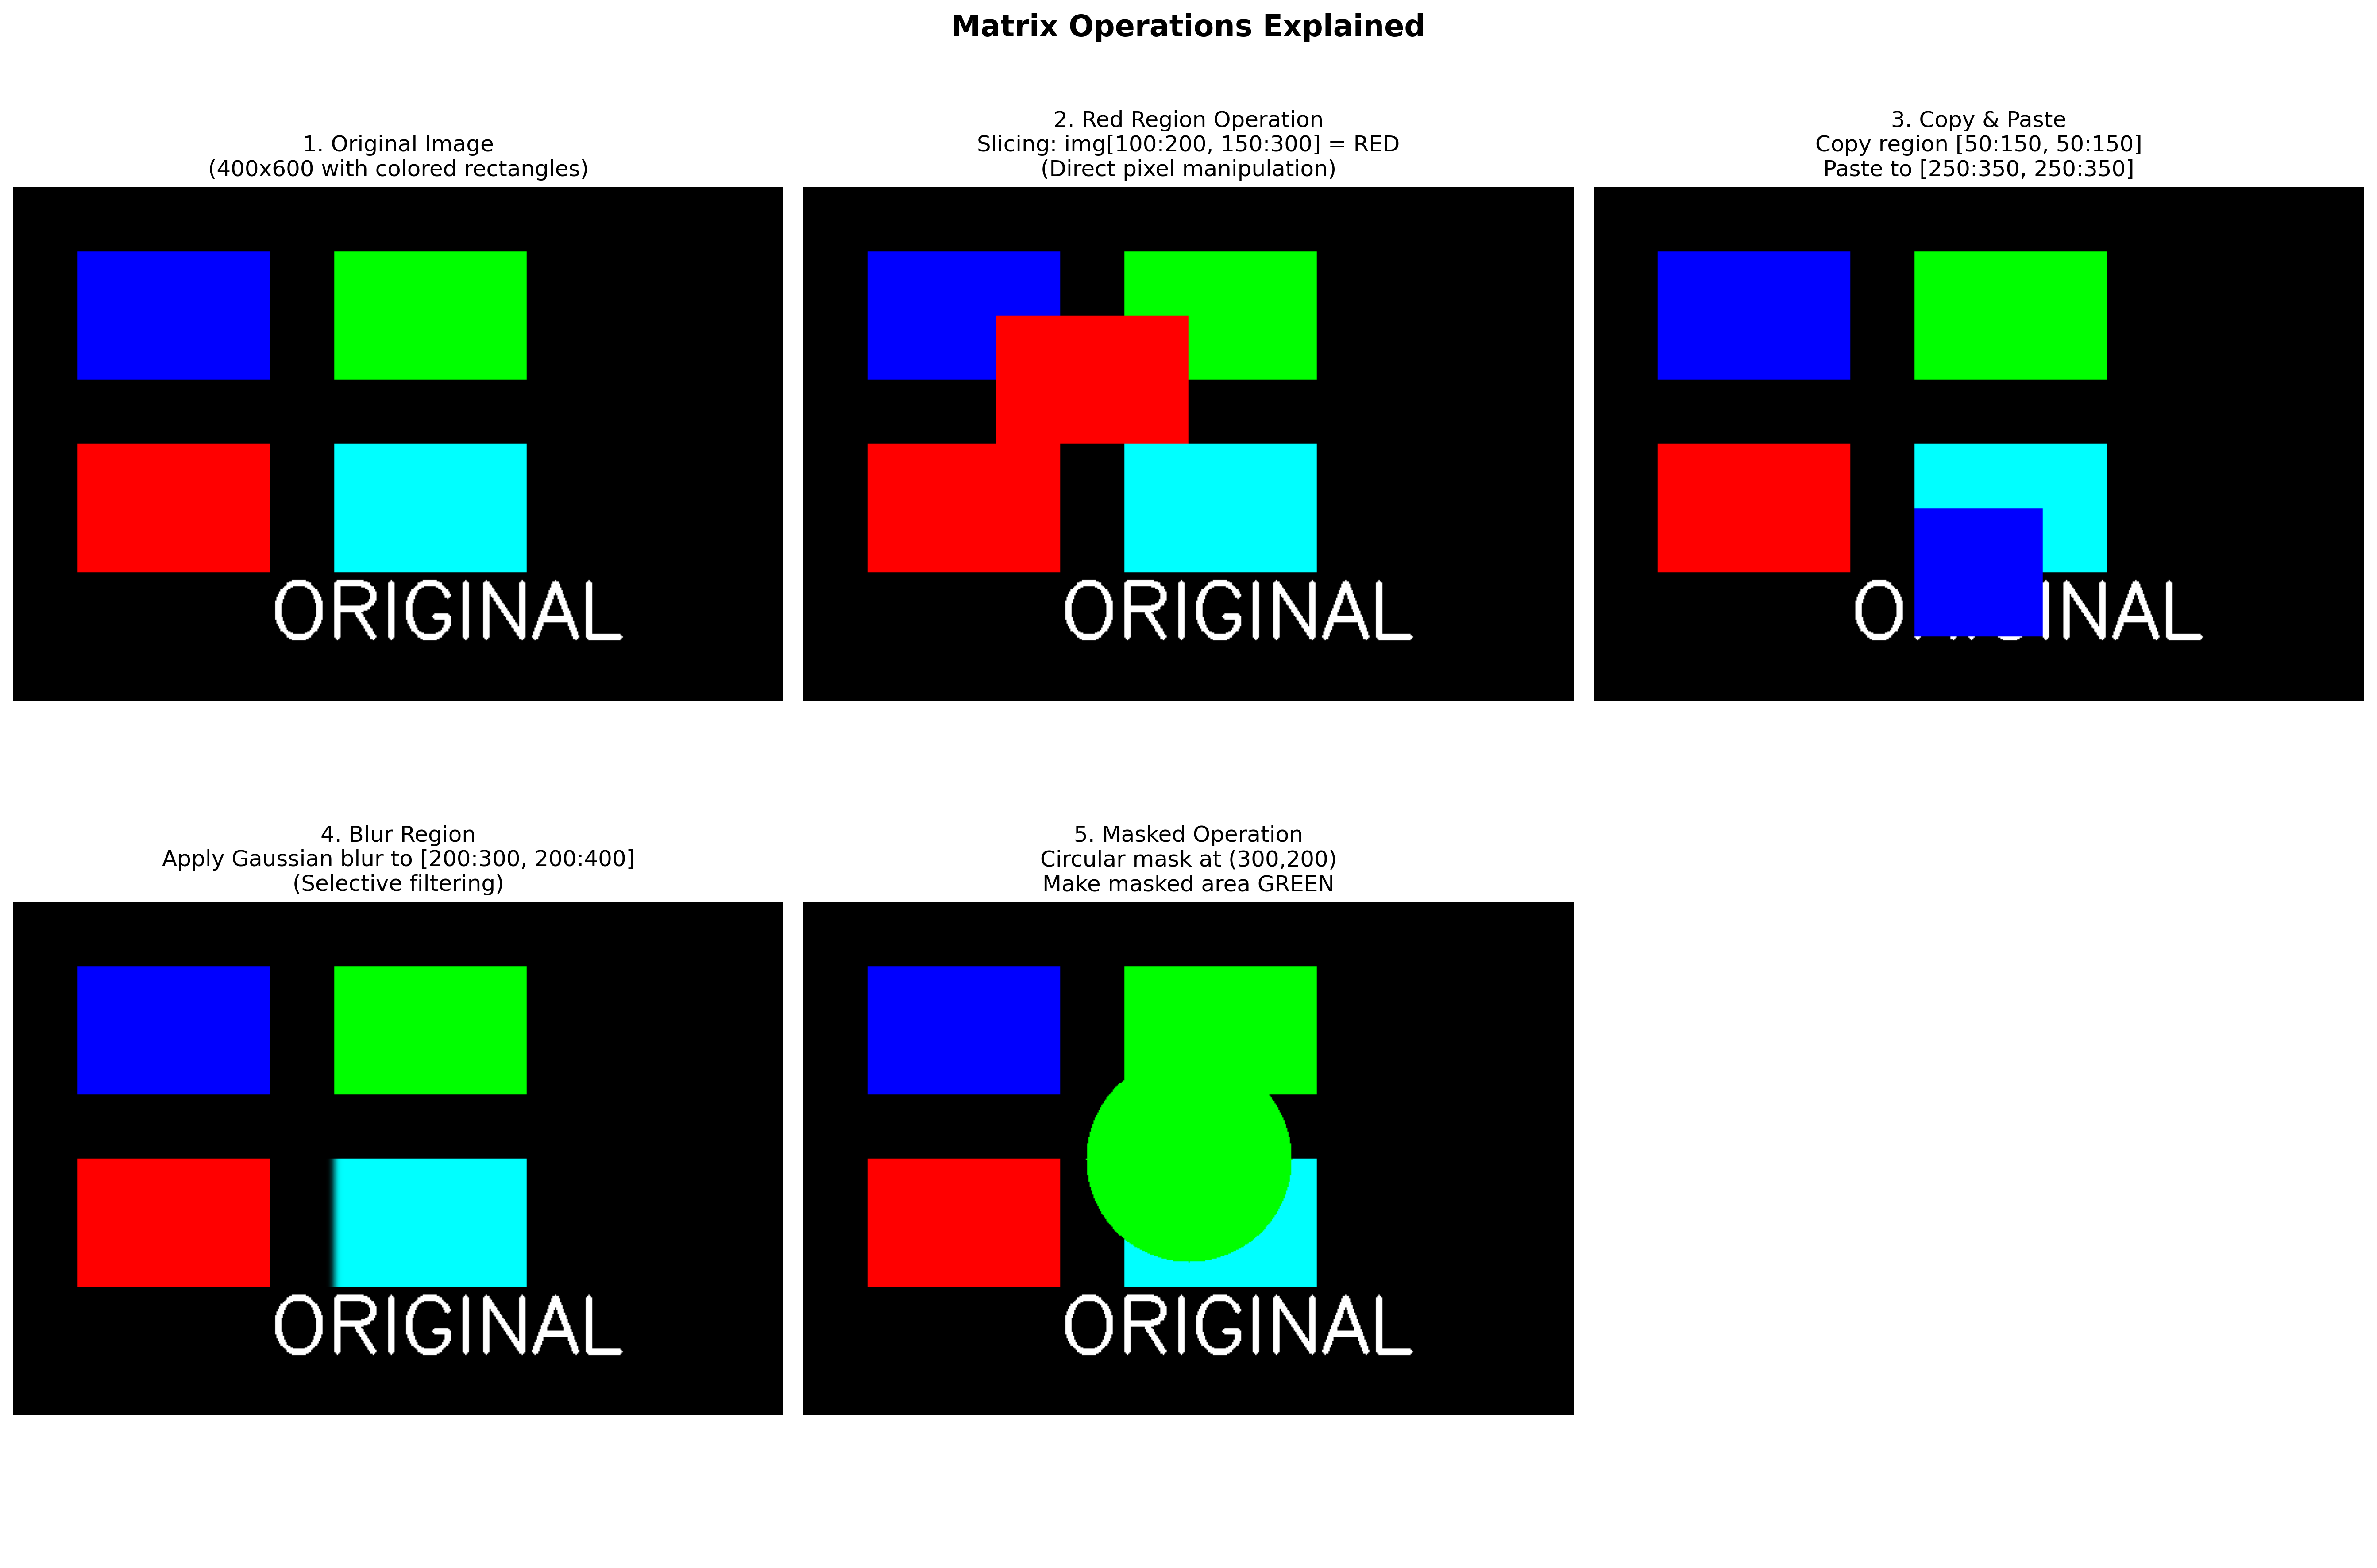 Matrix Operations Explained
1. Original Image
(400x600 with colored rectangles)
ORIGINAL
2. Red Region Operation
Slicing: img[100:200, 150:300] = RED
(Direct pixel manipulation)
ORIGINAL
3. Copy & Paste
Copy region [50:150, 50:150]
Paste to [250:350, 250:350]
O INAL
4. Blur Region
Apply Gaussian blur to [200:300, 200:400]
(Selective filtering)
ORIGINAL
5. Masked Operation
Circular mask at (300,200)
Make masked area GREEN
ORIGINAL